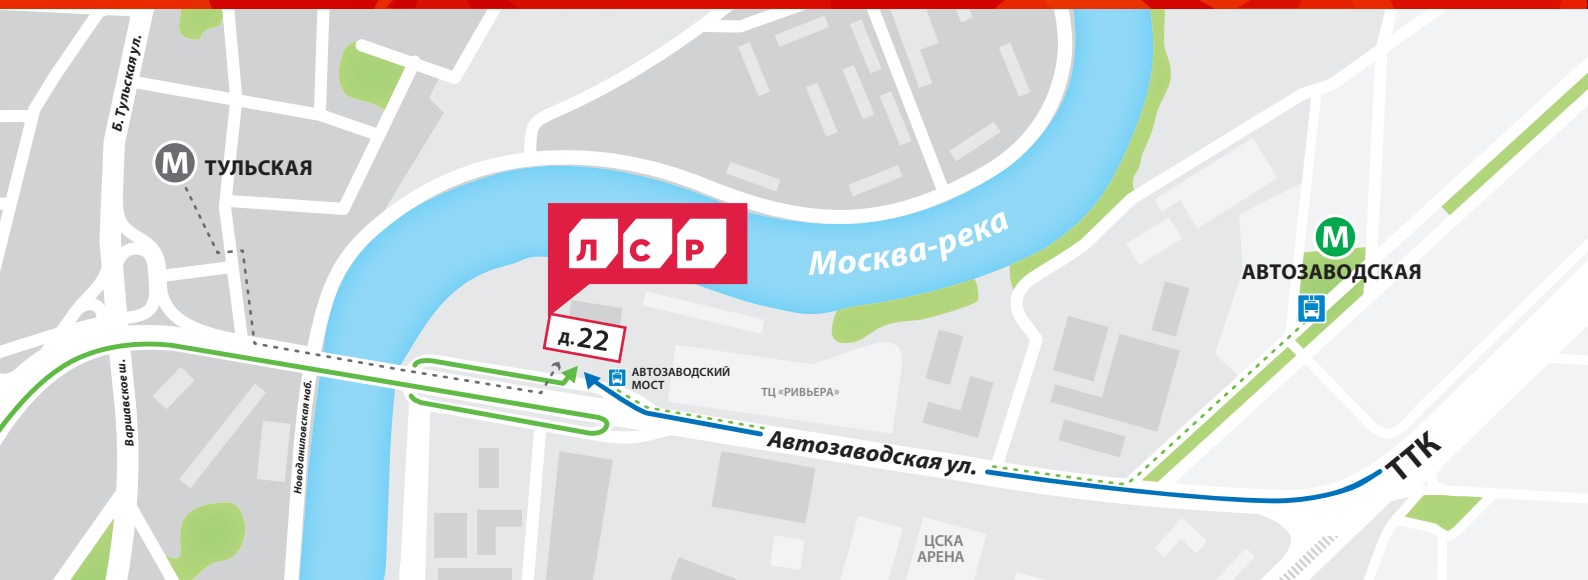 Б. Тульская ул.
М
ТУЛЬСКАЯ
ЛСР
Москва-река
М
АВТОЗАВОДСКАЯ
д.22
АВТОЗАВОДСКИЙ
МОСТ
ТЦ «РИВЬЕРА»
Варшавское ш.
Новоданиловская наб.
Автозаводская ул.
ТТК
ЦСКА
АРЕНА